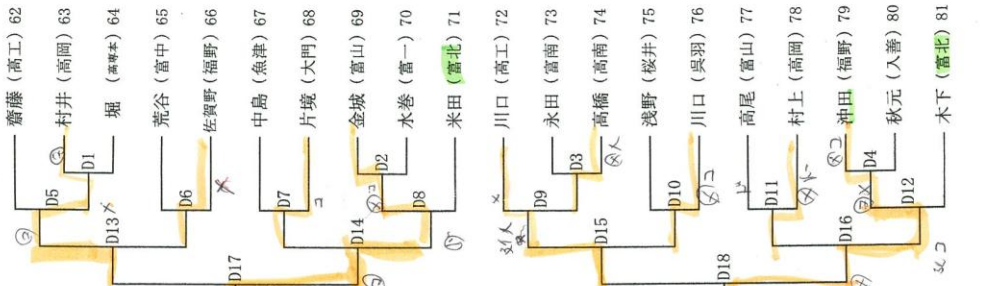 齋藤（高工）62
村井（高岡）63
堀（高専本）64
荒谷（富中）65
佐賀野（福野）66
中島（魚津）67
片境（大門）68
金城（富山）69
水巻（富一）70
米田（富北）71
川口（高工）72
永田（富南）73
高橋（高南）74
浅野（桜井）75
川口（呉羽）76
高尾（富山）77
村上（高岡）78
沖田（福野）79
秋元（入善）80
木下（富北）81
D1
D2
D3
D4
D5
D6
D7
D8
D9
D10
D11
D12
D13
D14
D15
D16
D17
D18